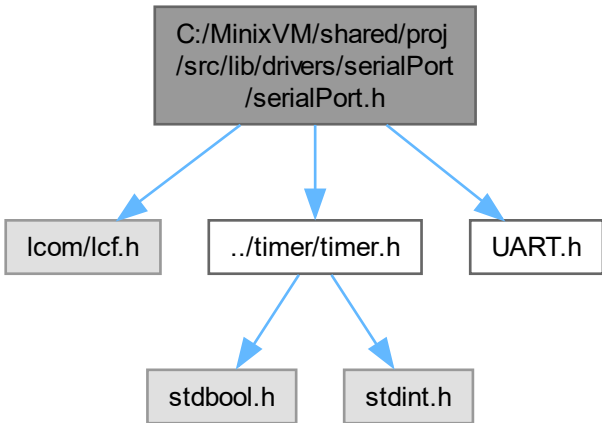 C:/MinixVM/shared/proj
/src/lib/drivers/serialPort
/serialPort.h
lcom/lcf.h
../timer/timer.h
UART.h
stdbool.h
stdint.h